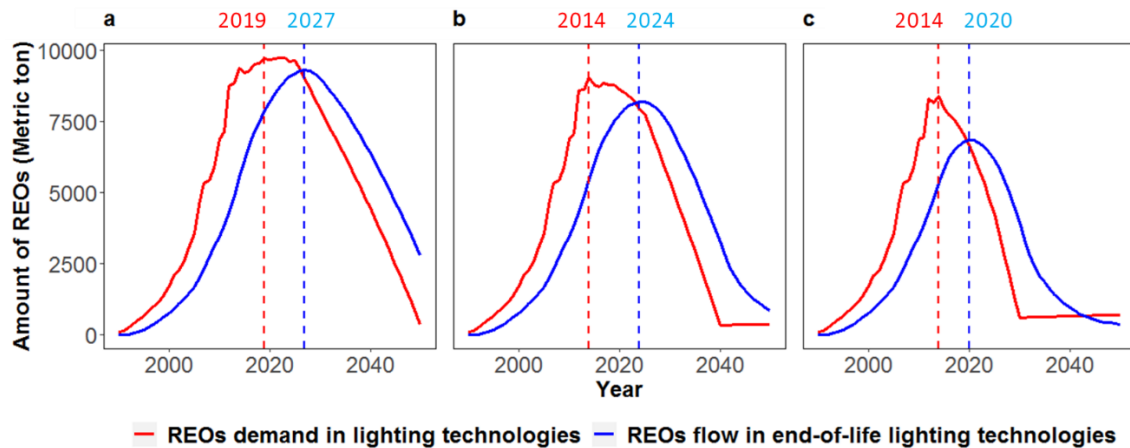 a 2019 2027 b 2014 2024 c 2014 2020
Amount of REOs (Metric ton)
10000
7500
5000
2500
0
2000 2020 2040 2000 2020 2040 2000 2020 2040
Year
REOs demand in lighting technologies REOs flow in end-of-life lighting technologies